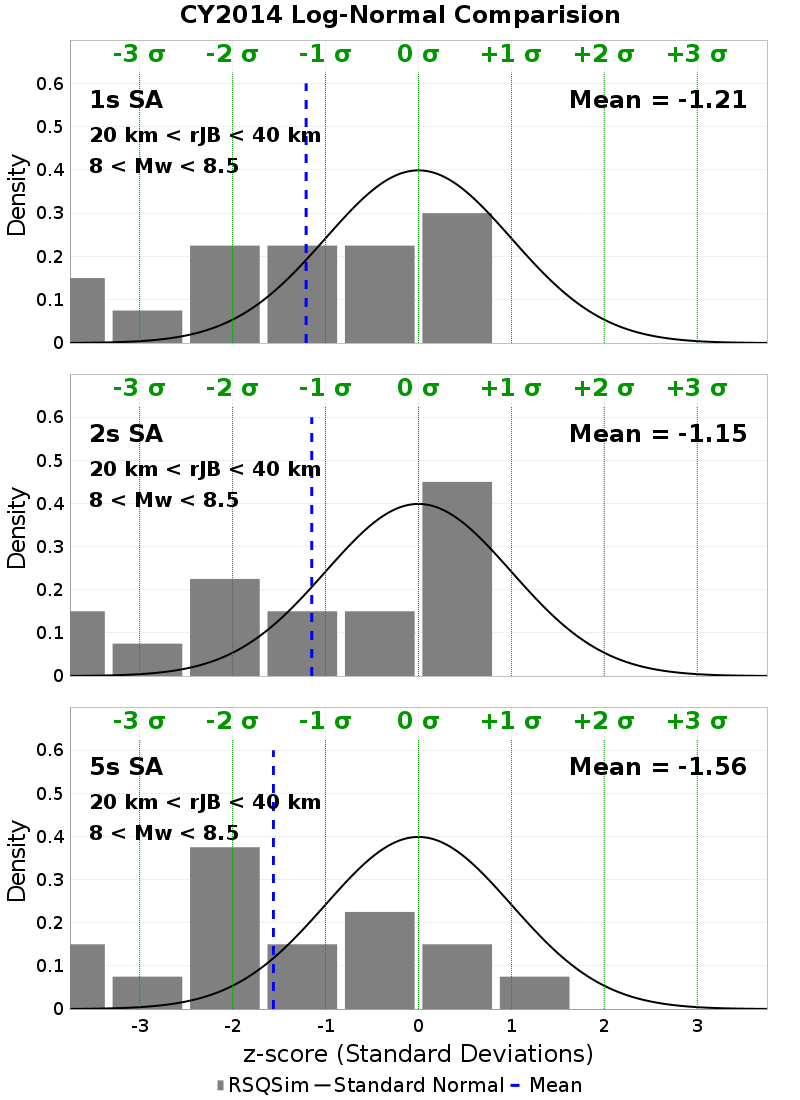 CY2014 Log-Normal Comparision
-3 σ -2 σ -1 σ 0 σ +1 σ +2 σ +3 σ
0.6
1s SA Mean = -1.21
0.5
20 km < rJB < 40 km
8 < Mw < 8.5
0.4
Density
0.3
0.2
0.1
0
-3 σ -2 σ -1 σ 0 σ +1 σ +2 σ +3 σ
0.6
2s SA Mean = -1.15
0.5
20 km < rJB < 40 km
8 < Mw < 8.5
0.4
Density
0.3
0.2
0.1
0
-3 σ -2 σ -1 σ 0 σ +1 σ +2 σ +3 σ
0.6
5s SA Mean = -1.56
0.5
20 km < rJB < 40 km
8 < Mw < 8.5
0.4
Density
0.3
0.2
0.1
0
-3 -2 -1 0 1 2 3
z-score (Standard Deviations)
RSQSim Standard Normal Mean